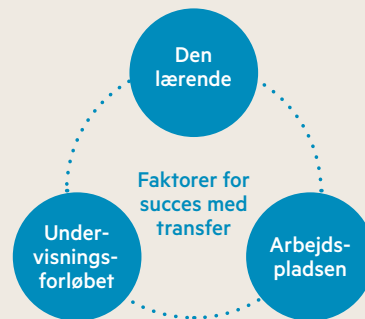 Den
lærende
Faktorer for
succes med
transfer
Under-
visnings-
forløbet
Arbejds-
pladsen